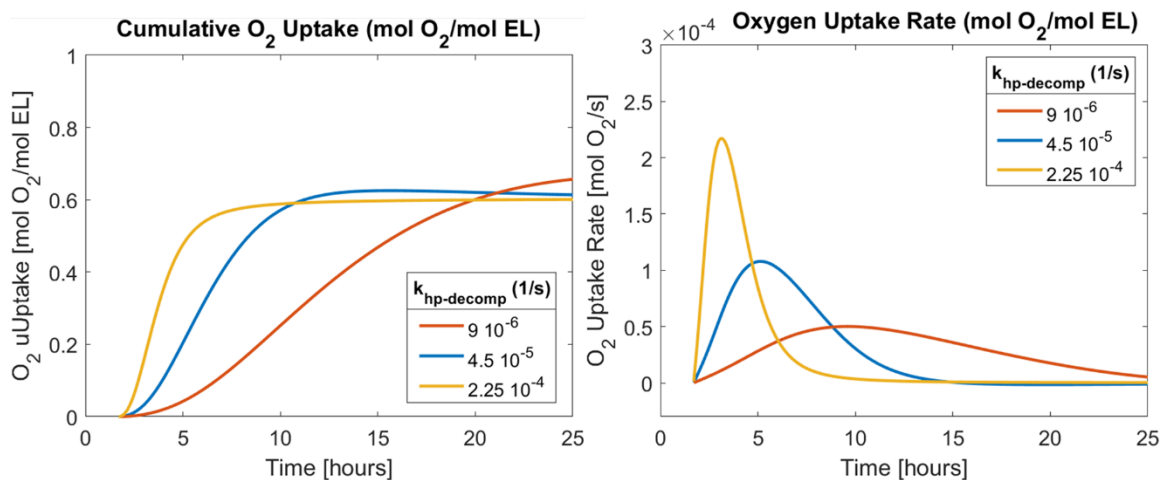 Cumulative O₂ Uptake (mol O₂/mol EL)
O₂ uUptake [mol O₂/mol EL]
1
0.8
0.6
0.4
0.2
0
0 5 10 15 20 25
Time [hours]
k_hp-decomp (1/s)
9 10⁻⁶
4.5 10⁻⁵
2.25 10⁻⁴
Oxygen Uptake Rate (mol O₂/mol EL)
×10⁻⁴
O₂ Uptake Rate [mol O₂/s]
3
2.5
2
1.5
1
0.5
0
0 5 10 15 20 25
Time [hours]
k_hp-decomp (1/s)
9 10⁻⁶
4.5 10⁻⁵
2.25 10⁻⁴